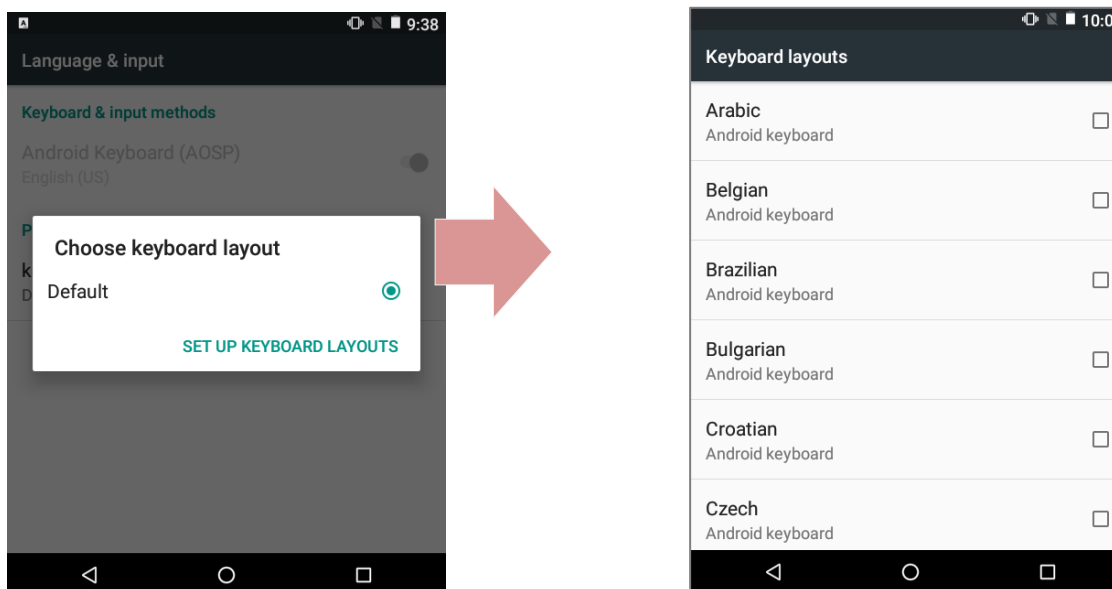 A
9:38
Language & input
Keyboard & input methods
Android Keyboard (AOSP)
English (US)
P
k
D
Choose keyboard layout
Default
SET UP KEYBOARD LAYOUTS
10:0
Keyboard layouts
Arabic
Android keyboard
Belgian
Android keyboard
Brazilian
Android keyboard
Bulgarian
Android keyboard
Croatian
Android keyboard
Czech
Android keyboard